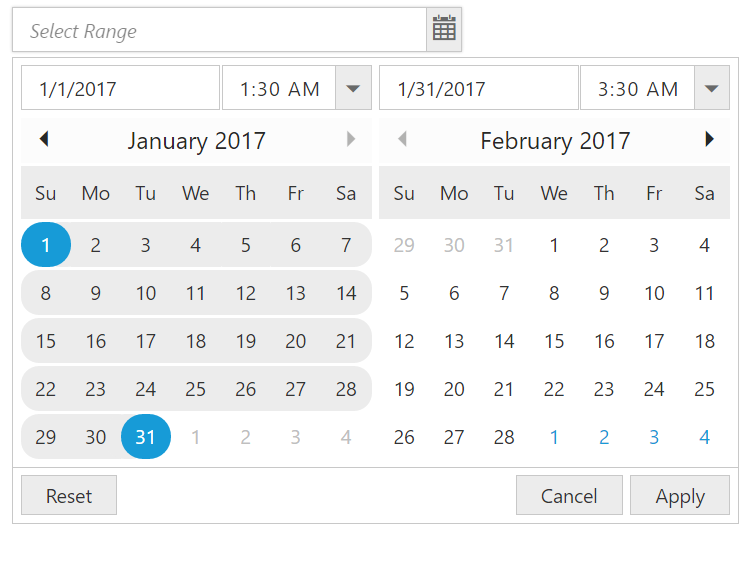 Select Range
1/1/2017 1:30 AM 1/31/2017 3:30 AM
January 2017 February 2017
Su Mo Tu We Th Fr Sa Su Mo Tu We Th Fr Sa
1 2 3 4 5 6 7 29 30 31 1 2 3 4
8 9 10 11 12 13 14 5 6 7 8 9 10 11
15 16 17 18 19 20 21 12 13 14 15 16 17 18
22 23 24 25 26 27 28 19 20 21 22 23 24 25
29 30 31 1 2 3 4 26 27 28 1 2 3 4
Reset Cancel Apply